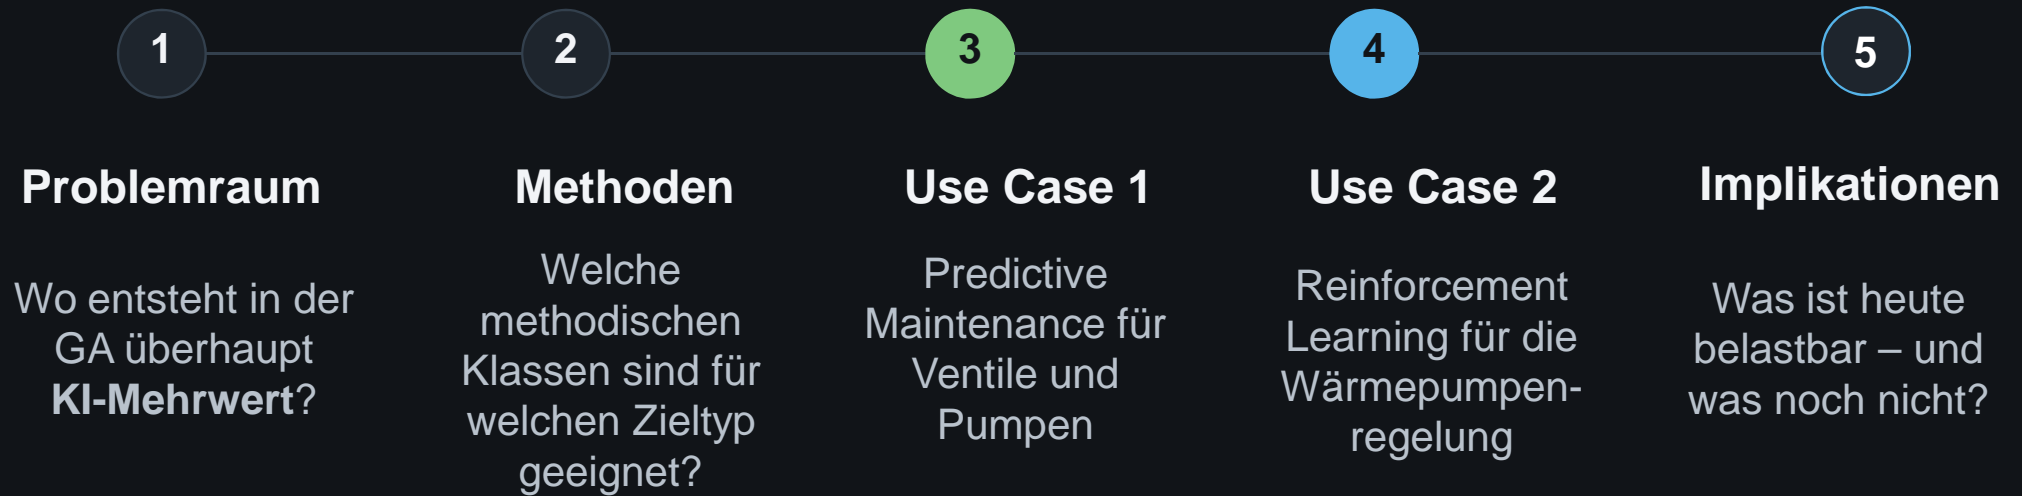 1
2
3
4
5
Problemraum
Wo entsteht in der
GA überhaupt
KI-Mehrwert?
Methoden
Welche
methodischen
Klassen sind für
welchen Zieltyp
geeignet?
Use Case 1
Predictive
Maintenance für
Ventile und
Pumpen
Use Case 2
Reinforcement
Learning für die
Wärmepumpen-
regelung
Implikationen
Was ist heute
belastbar – und
was noch nicht?